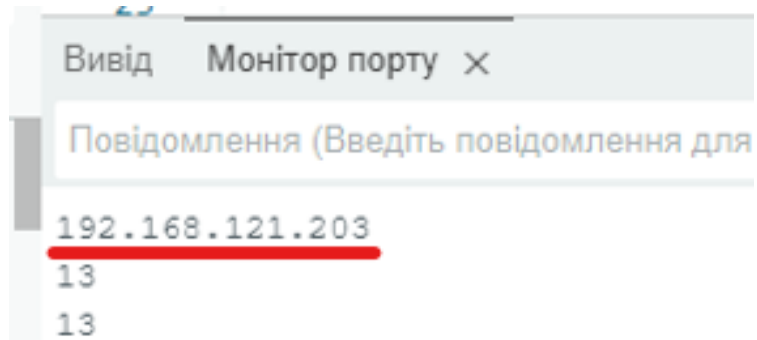 Вивід Монітор порту ×
Повідомлення (Введіть повідомлення для
192.168.121.203
13
13